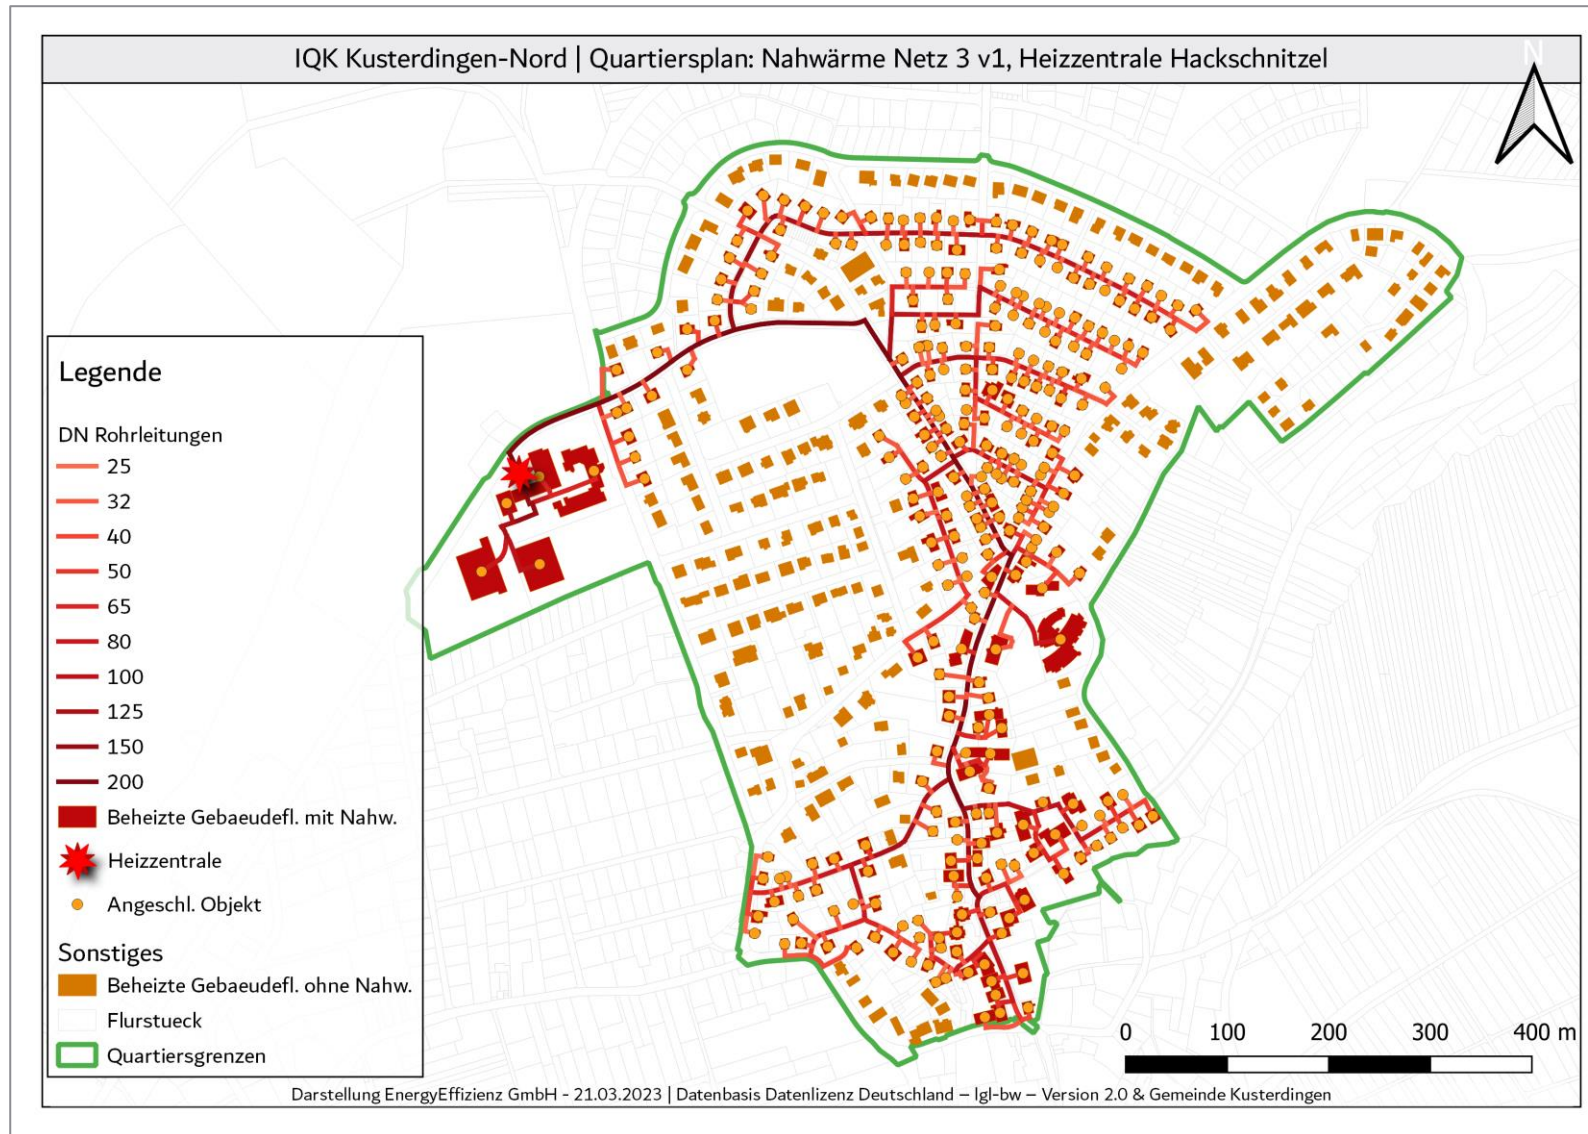 IQK Kusterdingen-Nord | Quartiersplan: Nahwärme Netz 3 v1, Heizzentrale Hackschnitzel
N
Legende
DN Rohrleitungen
25
32
40
50
65
80
100
125
150
200
Beheizte Gebaeudefl. mit Nahw.
Heizzentrale
Angeschl. Objekt
Sonstiges
Beheizte Gebaeudefl. ohne Nahw.
Flurstueck
Quartiersgrenzen
0 100 200 300 400 m
Darstellung EnergyEffizienz GmbH - 21.03.2023 | Datenbasis Datenlizenz Deutschland – lgl-bw – Version 2.0 & Gemeinde Kusterdingen